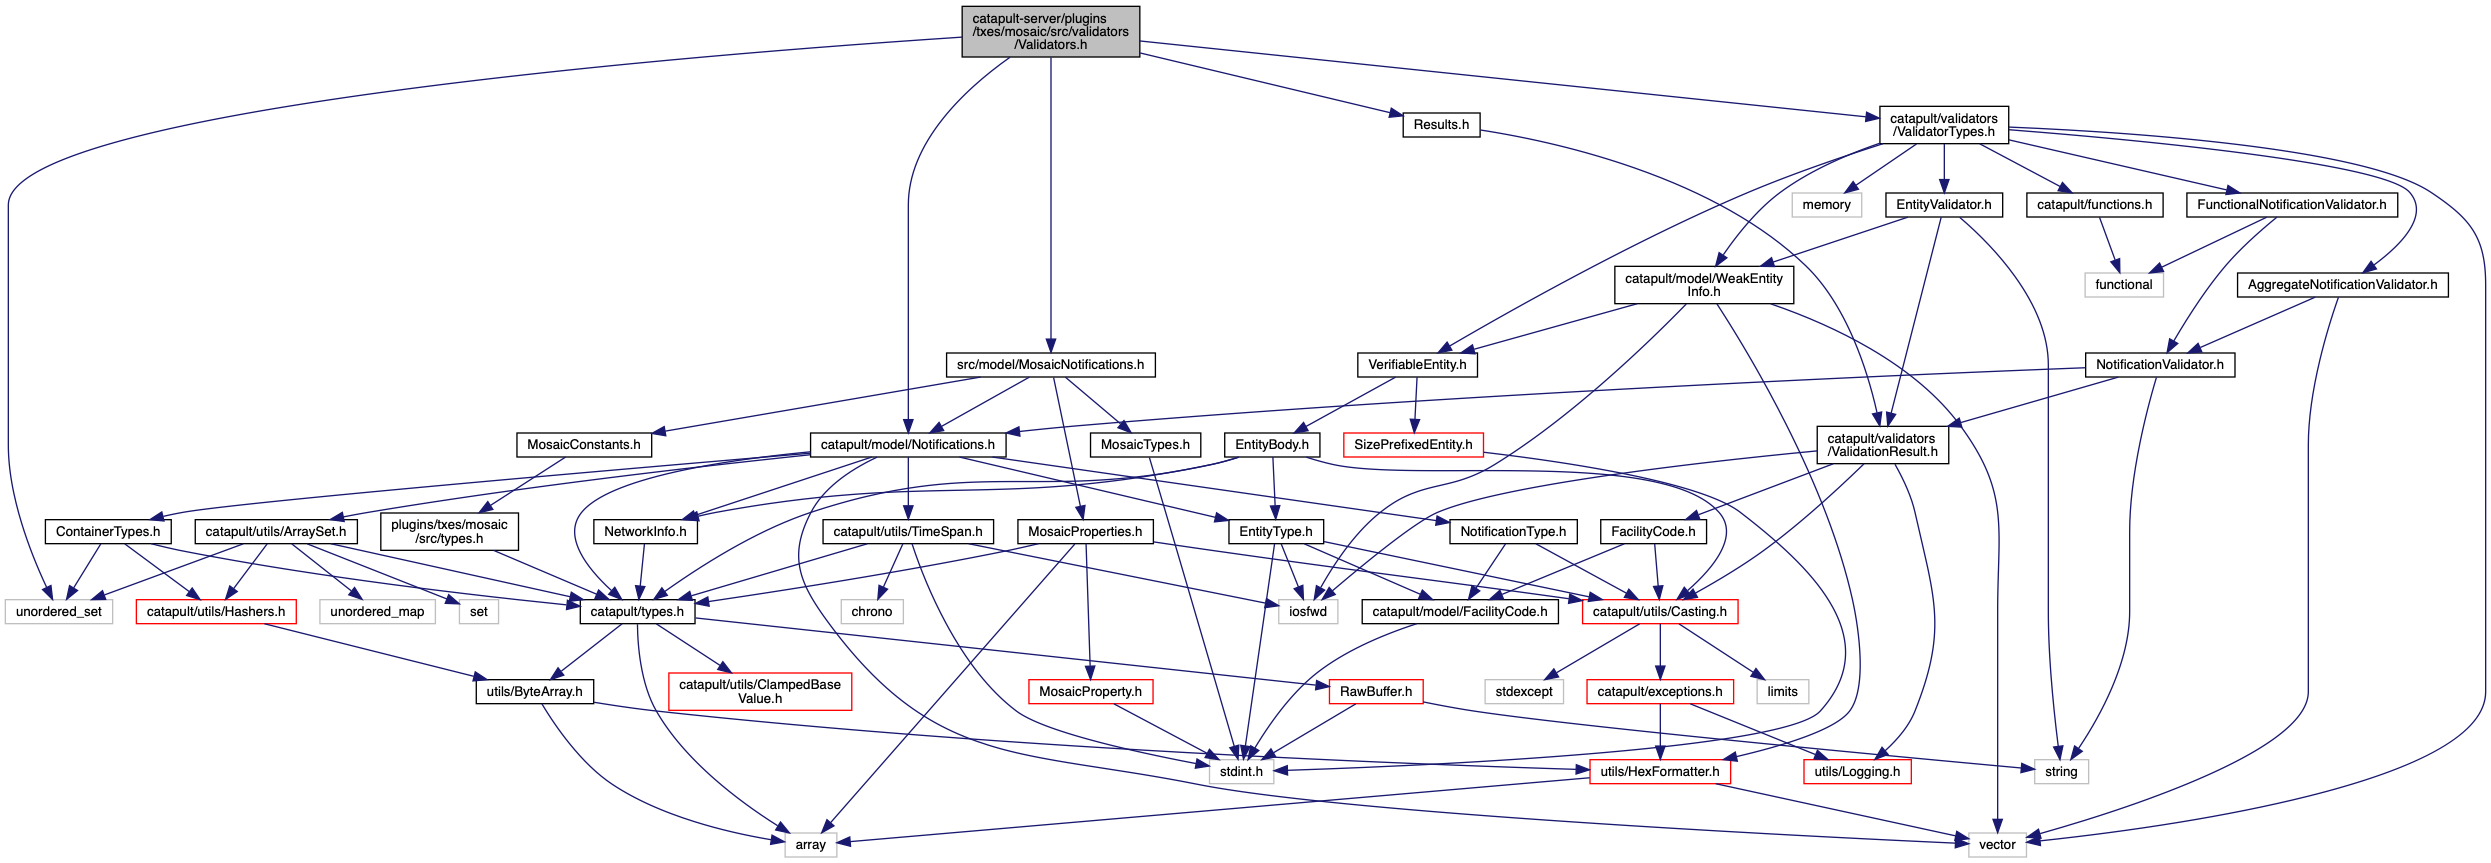 catapult-server/plugins
/txes/mosaic/src/validators
/Validators.h
Results.h
catapult/validators
/ValidatorTypes.h
memory
EntityValidator.h
catapult/functions.h
FunctionalNotificationValidator.h
catapult/model/WeakEntity
Info.h
functional
AggregateNotificationValidator.h
src/model/MosaicNotifications.h
VerifiableEntity.h
NotificationValidator.h
MosaicConstants.h
catapult/model/Notifications.h
MosaicTypes.h
EntityBody.h
SizePrefixedEntity.h
catapult/validators
/ValidationResult.h
ContainerTypes.h
catapult/utils/ArraySet.h
plugins/txes/mosaic
/src/types.h
NetworkInfo.h
catapult/utils/TimeSpan.h
MosaicProperties.h
EntityType.h
NotificationType.h
FacilityCode.h
unordered_set
catapult/utils/Hashers.h
unordered_map
set
catapult/types.h
chrono
iosfwd
catapult/model/FacilityCode.h
catapult/utils/Casting.h
utils/ByteArray.h
catapult/utils/ClampedBase
Value.h
MosaicProperty.h
RawBuffer.h
stdexcept
catapult/exceptions.h
limits
stdint.h
utils/HexFormatter.h
utils/Logging.h
string
array
vector